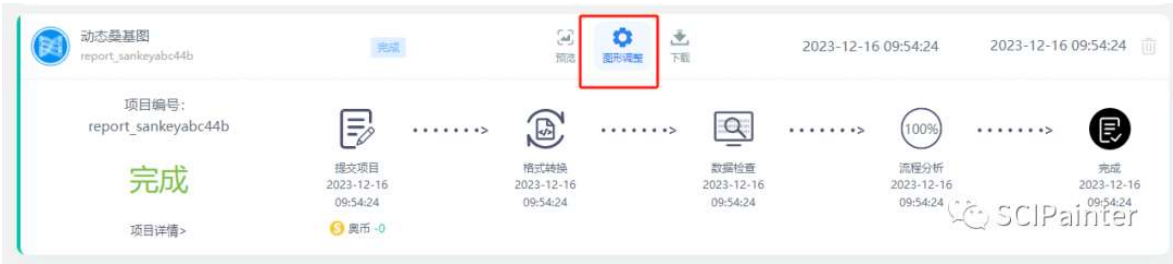 动态桑基图
report_sankeyabc44b
完成
预览
图形调整
下载
2023-12-16 09:54:24
2023-12-16 09:54:24
项目编号:
report_sankeyabc44b
完成
项目详情>
提交项目
2023-12-16
09:54:24
奥币 -0
格式转换
2023-12-16
09:54:24
数据检查
2023-12-16
09:54:24
100%
流程分析
2023-12-16
09:54:24
完成
2023-12-16
09:54:24
SCIPainter